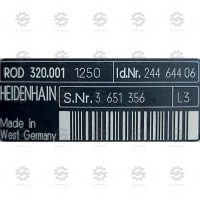 ROD 320.001 1250 Id.Nr. 244 644 06
HEIDENHAIN S.Nr. 3 651 356 L3
Made in
West Germany